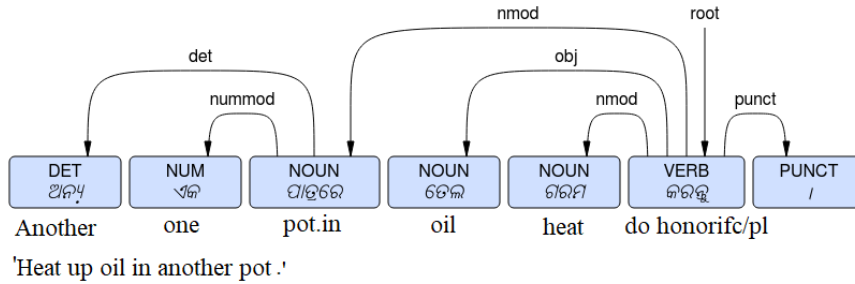 nmod root
det obj
nummod nmod punct
DET NUM NOUN NOUN NOUN VERB PUNCT
ଅନ୍ୟ ଏକ ପାତ୍ରରେ ତେଲ ଗରମ କରନ୍ତୁ ।
Another one pot.in oil heat do honorifc/pl
'Heat up oil in another pot .'